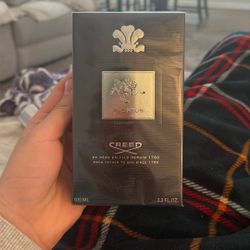 AVENTUS
CREED
DE PÈRE EN FILS DEPUIS 1760
FROM FATHER TO SON SINCE 1760
100 ML
3.3 FL.OZ.